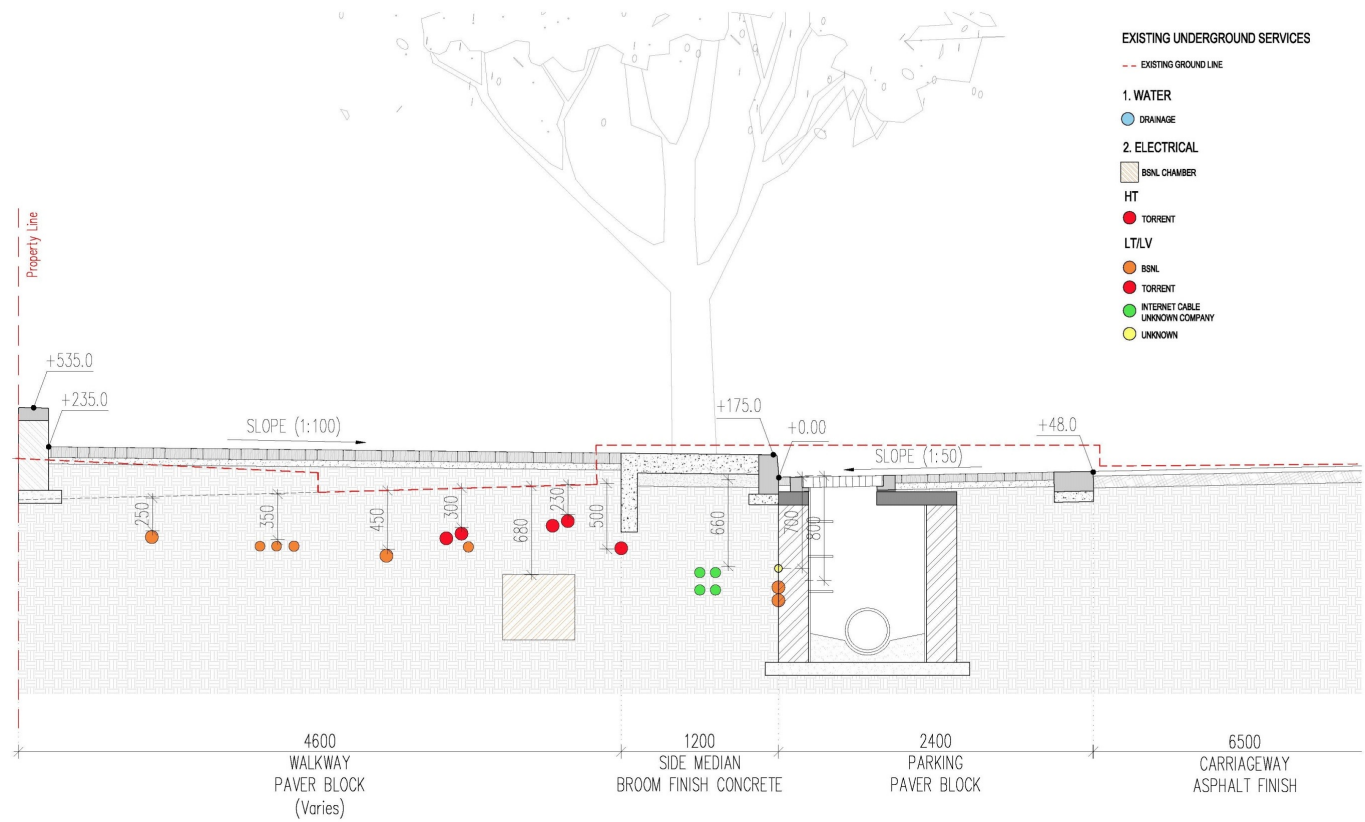 EXISTING UNDERGROUND SERVICES
EXISTING GROUND LINE
1. WATER
DRAINAGE
2. ELECTRICAL
BSNL CHAMBER
HT
TORRENT
LT/LV
BSNL
TORRENT
INTERNET CABLE
UNKNOWN COMPANY
UNKNOWN
Property Line
+535.0
+235.0
SLOPE (1:100)
+175.0
+0.00
+48.0
SLOPE (1:50)
250
350
450
300
680
230
500
660
700
800
4600
WALKWAY
PAVER BLOCK
(Varies)
1200
SIDE MEDIAN
BROOM FINISH CONCRETE
2400
PARKING
PAVER BLOCK
6500
CARRIAGEWAY
ASPHALT FINISH